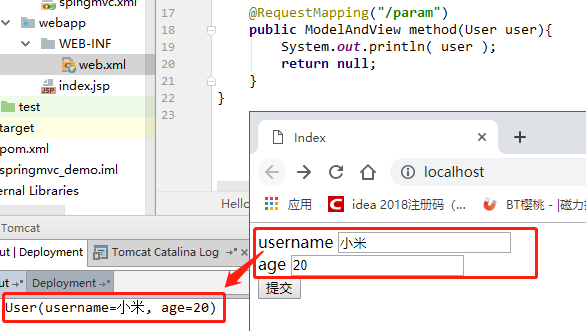 spingmvc.xml
webapp
WEB-INF
web.xml
index.jsp
test
target
pom.xml
springmvc_demo.iml
ernal Libraries
17 @RequestMapping("/param")
18 public ModelAndView method(User user){
19 System.out.println( user );
20 return null;
21 }
22 }
23
Hello
Index
localhost
应用
idea 2018注册码（...
BT樱桃 - |磁力
username 小米
age 20
提交
Tomcat
ut | Deployment
Tomcat Catalina Log
ut
Deployment
User(username=小米, age=20)